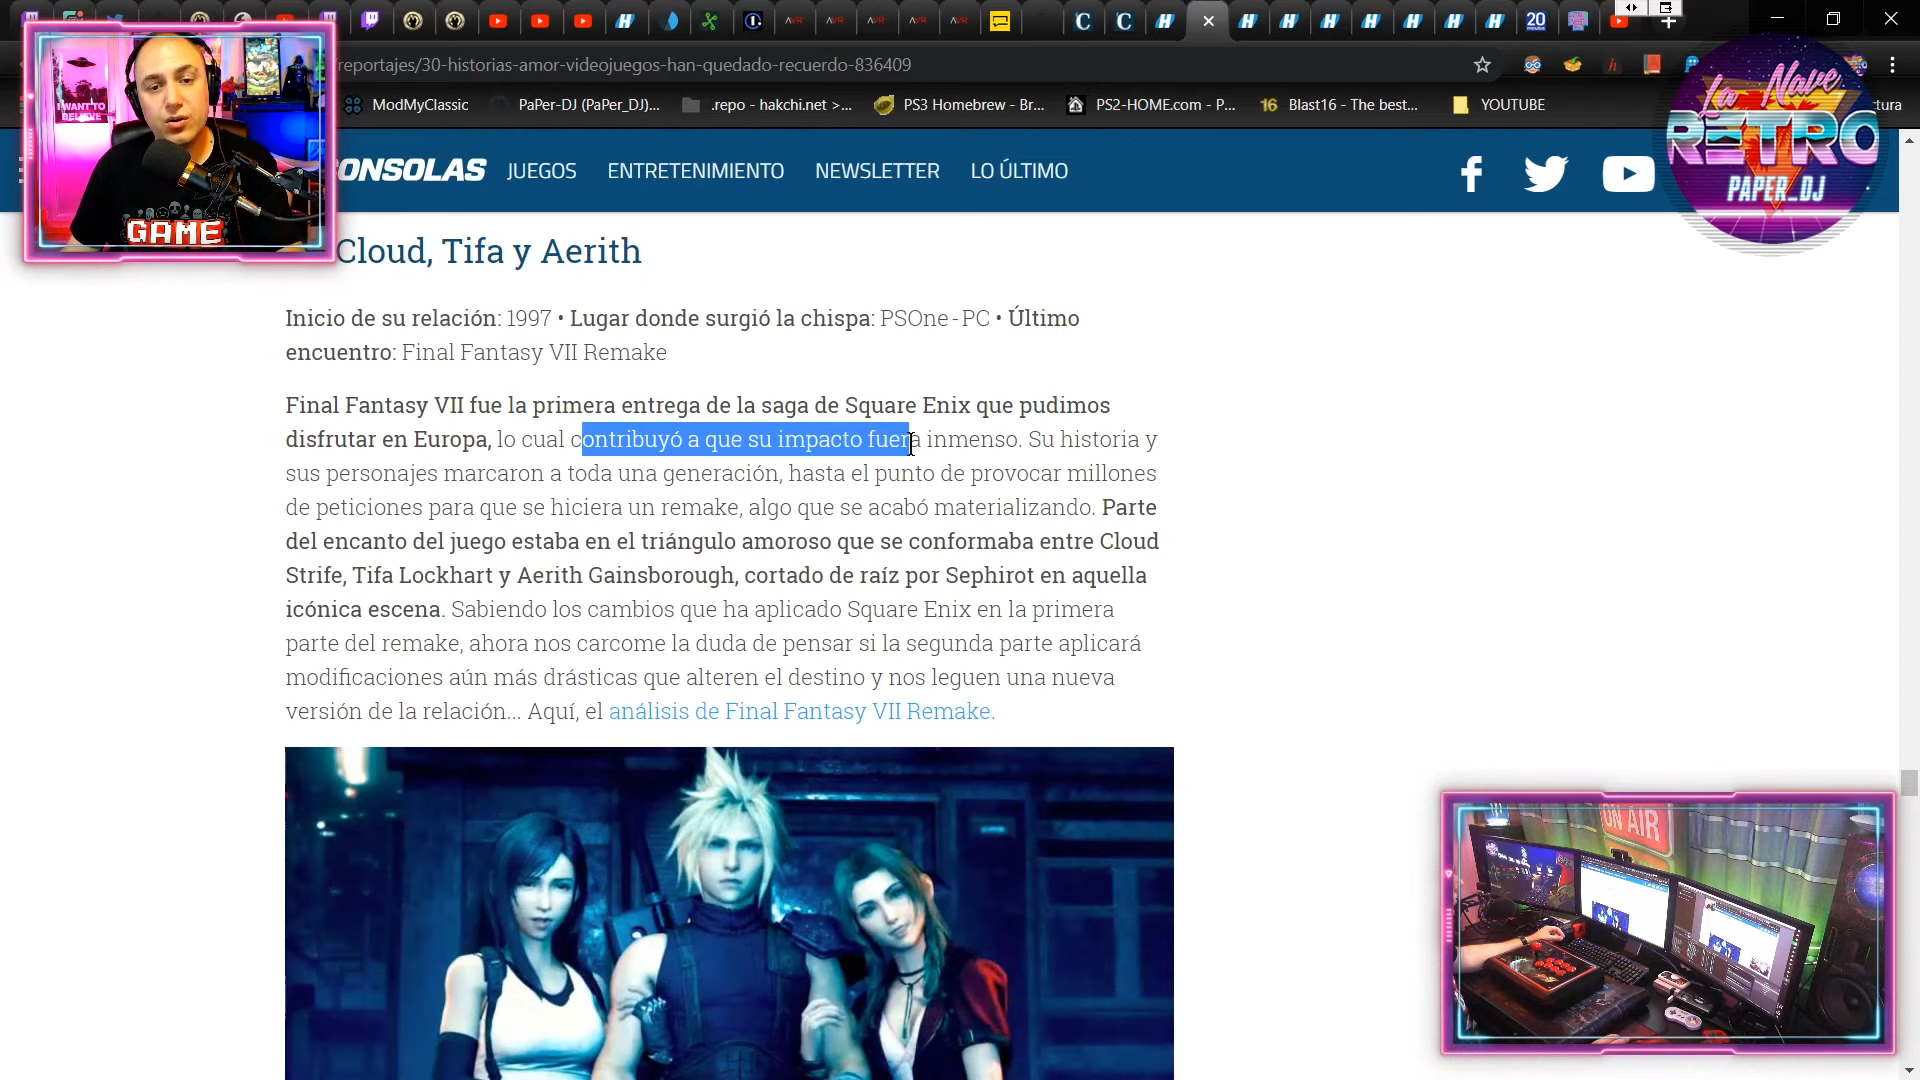 /reportajes/30-historias-amor-videojuegos-han-quedado-recuerdo-836409
ModMyClassic
PaPer-DJ (PaPer_DJ)...
.repo - hakchi.net >...
PS3 Homebrew - Br...
PS2-HOME.com - P...
16 Blast16 - The best...
YOUTUBE
ctura
I WANT TO
BELIEVE
GAME
La Nave
RETRO
PAPER_DJ
ONSOLAS
JUEGOS
ENTRETENIMIENTO
NEWSLETTER
LO ÚLTIMO
Cloud, Tifa y Aerith
Inicio de su relación: 1997 • Lugar donde surgió la chispa: PSOne - PC • Último
encuentro: Final Fantasy VII Remake
Final Fantasy VII fue la primera entrega de la saga de Square Enix que pudimos
disfrutar en Europa, lo cual contribuyó a que su impacto fuera inmenso. Su historia y
sus personajes marcaron a toda una generación, hasta el punto de provocar millones
de peticiones para que se hiciera un remake, algo que se acabó materializando. Parte
del encanto del juego estaba en el triángulo amoroso que se conformaba entre Cloud
Strife, Tifa Lockhart y Aerith Gainsborough, cortado de raíz por Sephirot en aquella
icónica escena. Sabiendo los cambios que ha aplicado Square Enix en la primera
parte del remake, ahora nos carcome la duda de pensar si la segunda parte aplicará
modificaciones aún más drásticas que alteren el destino y nos leguen una nueva
versión de la relación... Aquí, el análisis de Final Fantasy VII Remake.
ON AIR